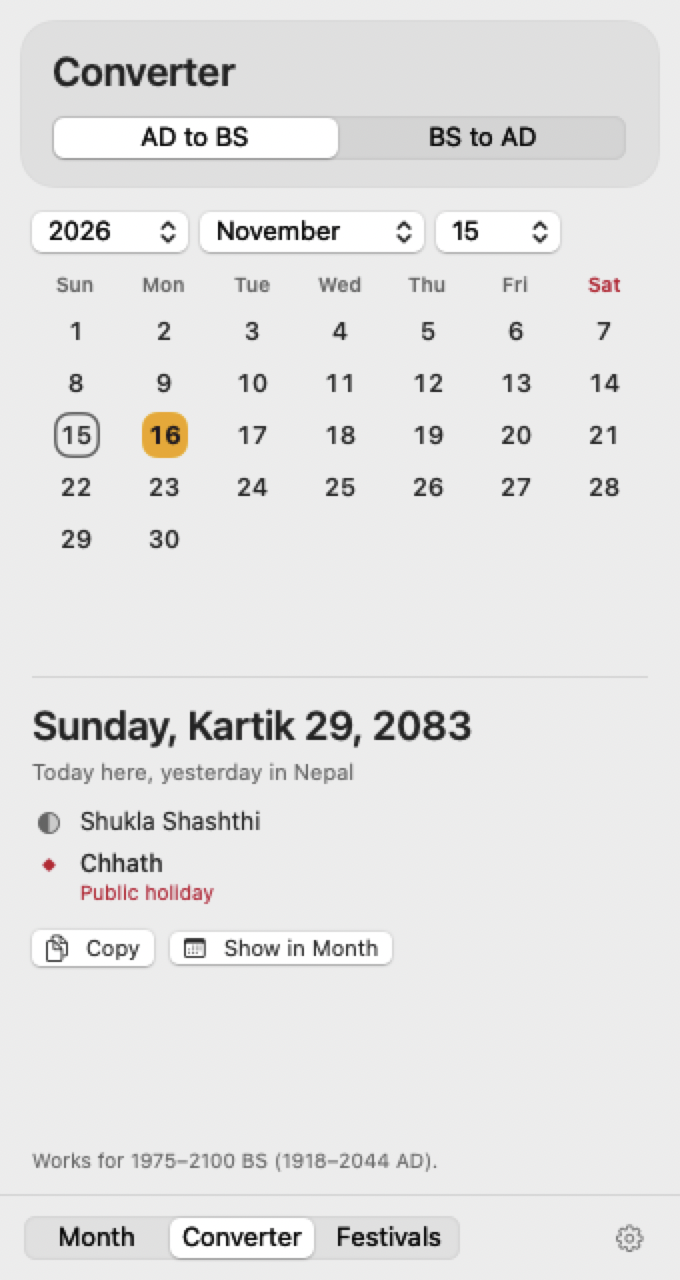 Converter
AD to BS BS to AD
2026 November 15
Sun Mon Tue Wed Thu Fri Sat
1 2 3 4 5 6 7
8 9 10 11 12 13 14
15 16 17 18 19 20 21
22 23 24 25 26 27 28
29 30
Sunday, Kartik 29, 2083
Today here, yesterday in Nepal
Shukla Shashthi
Chhath
Public holiday
Copy Show in Month
Works for 1975–2100 BS (1918–2044 AD).
Month Converter Festivals